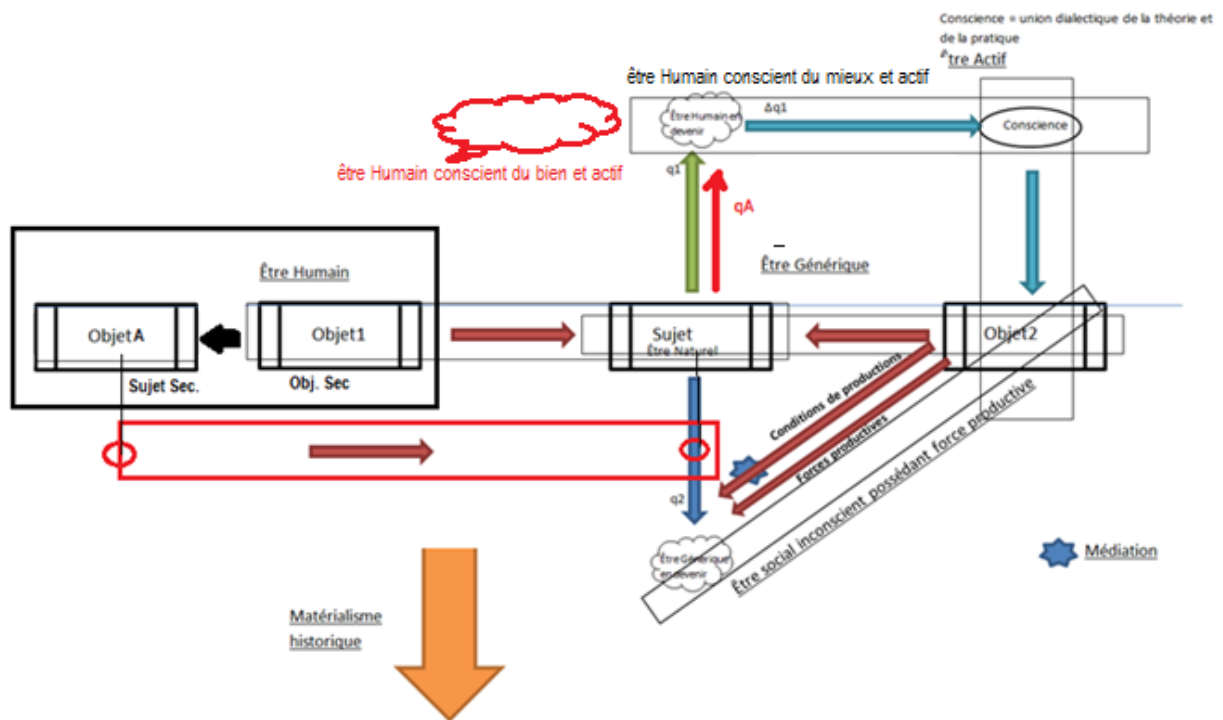 Conscience = union dialectique de la théorie et
de la pratique
Être Actif
être Humain conscient du mieux et actif
Être Humain en
devenir
Δq1
Conscience
être Humain conscient du bien et actif
q1
qA
Être Humain
Être Générique
Objet A
Objet1
Sujet
Être Naturel
Objet2
Sujet Sec.
Obj. Sec
Conditions de productions
Forces productives
q2
Être Générique
en devenir
Être social inconscient possédant force productive
Médiation
Matérialisme
historique